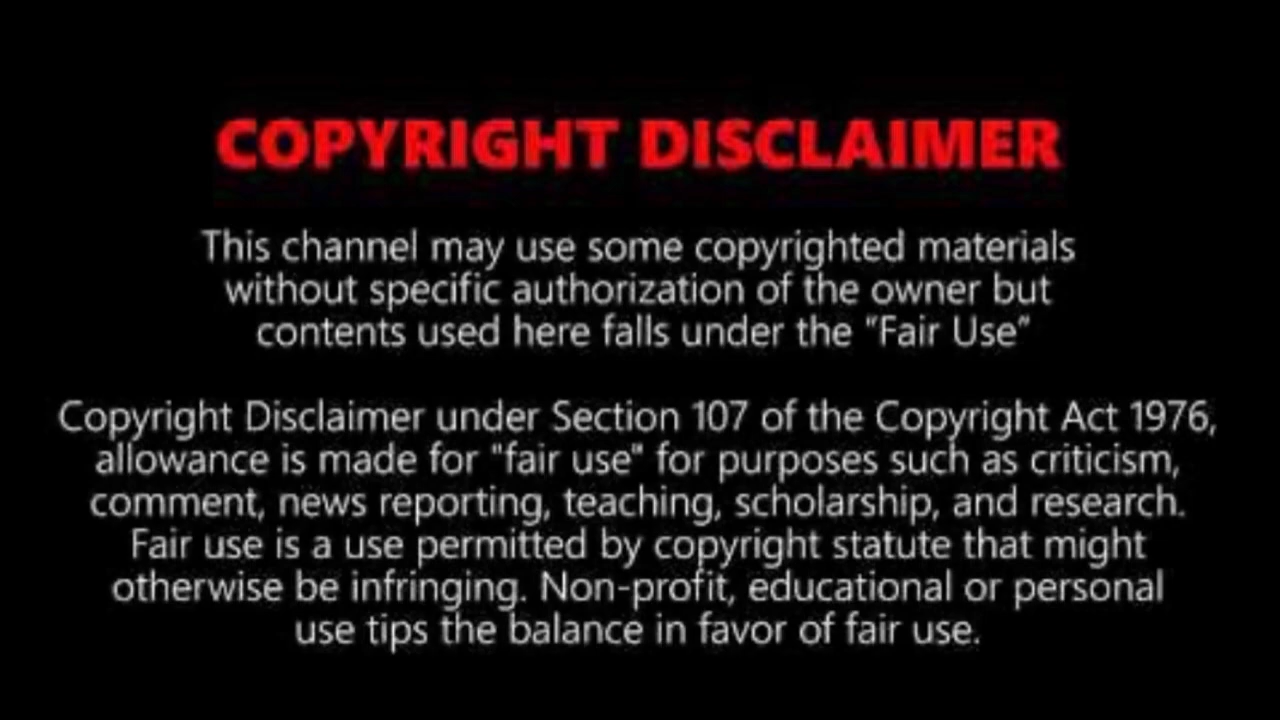 COPYRIGHT DISCLAIMER
This channel may use some copyrighted materials
without specific authorization of the owner but
contents used here falls under the "Fair Use"
Copyright Disclaimer under Section 107 of the Copyright Act 1976,
allowance is made for "fair use" for purposes such as criticism,
comment, news reporting, teaching, scholarship, and research.
Fair use is a use permitted by copyright statute that might
otherwise be infringing. Non-profit, educational or personal
use tips the balance in favor of fair use.